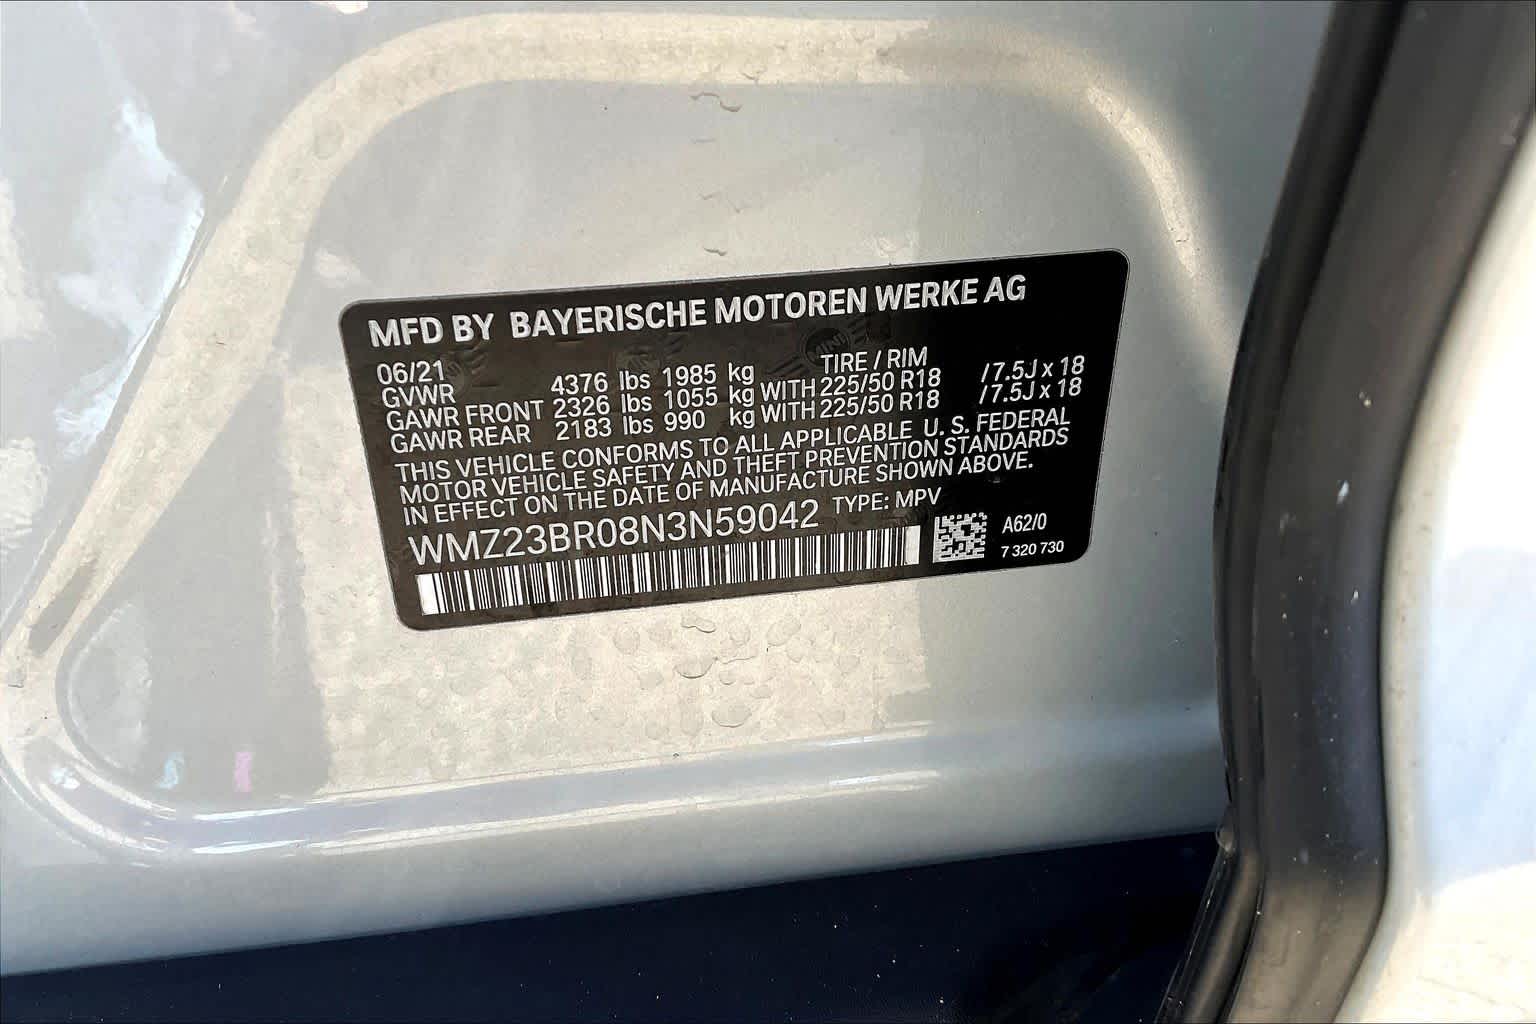 MFD BY BAYERISCHE MOTOREN WERKE AG
06/21 TIRE / RIM
GVWR 4376 lbs 1985 kg
GAWR FRONT 2326 lbs 1055 kg WITH 225/50 R18 /7.5J x 18
GAWR REAR 2183 lbs 990 kg WITH 225/50 R18 /7.5J x 18
THIS VEHICLE CONFORMS TO ALL APPLICABLE U. S. FEDERAL
MOTOR VEHICLE SAFETY AND THEFT PREVENTION STANDARDS
IN EFFECT ON THE DATE OF MANUFACTURE SHOWN ABOVE.
WMZ23BR08N3N59042 TYPE: MPV
A62/0
7 320 730
MINI